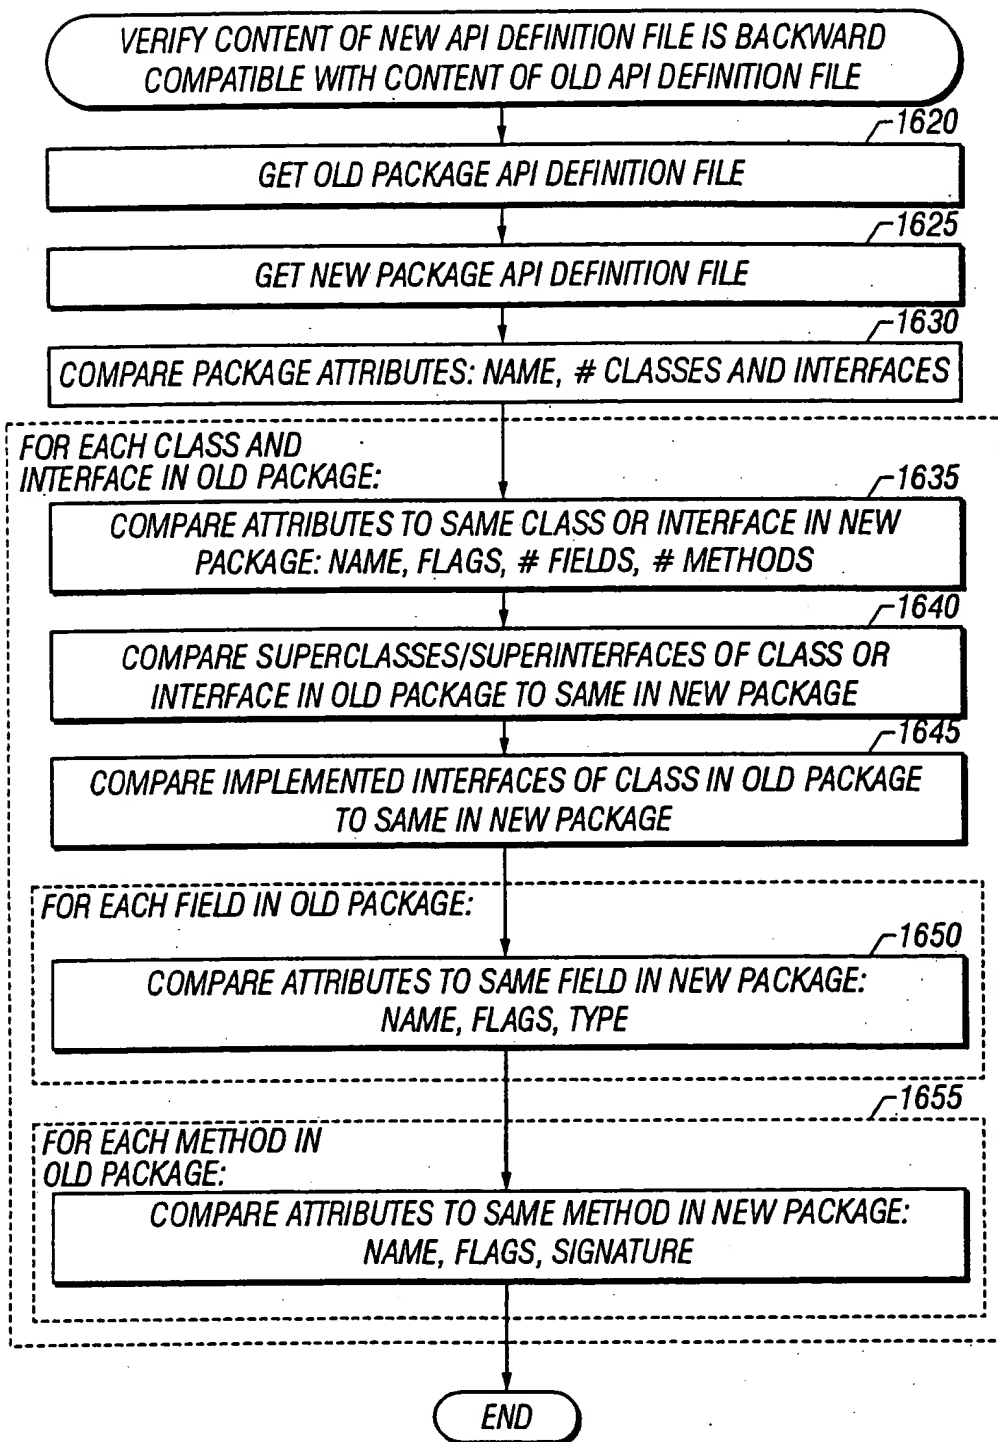 VERIFY CONTENT OF NEW API DEFINITION FILE IS BACKWARD
COMPATIBLE WITH CONTENT OF OLD API DEFINITION FILE
1620
GET OLD PACKAGE API DEFINITION FILE
1625
GET NEW PACKAGE API DEFINITION FILE
1630
COMPARE PACKAGE ATTRIBUTES: NAME, # CLASSES AND INTERFACES
FOR EACH CLASS AND
INTERFACE IN OLD PACKAGE:
1635
COMPARE ATTRIBUTES TO SAME CLASS OR INTERFACE IN NEW
PACKAGE: NAME, FLAGS, # FIELDS, # METHODS
1640
COMPARE SUPERCLASSES/SUPERINTERFACES OF CLASS OR
INTERFACE IN OLD PACKAGE TO SAME IN NEW PACKAGE
1645
COMPARE IMPLEMENTED INTERFACES OF CLASS IN OLD PACKAGE
TO SAME IN NEW PACKAGE
FOR EACH FIELD IN OLD PACKAGE:
1650
COMPARE ATTRIBUTES TO SAME FIELD IN NEW PACKAGE:
NAME, FLAGS, TYPE
1655
FOR EACH METHOD IN
OLD PACKAGE:
COMPARE ATTRIBUTES TO SAME METHOD IN NEW PACKAGE:
NAME, FLAGS, SIGNATURE
END